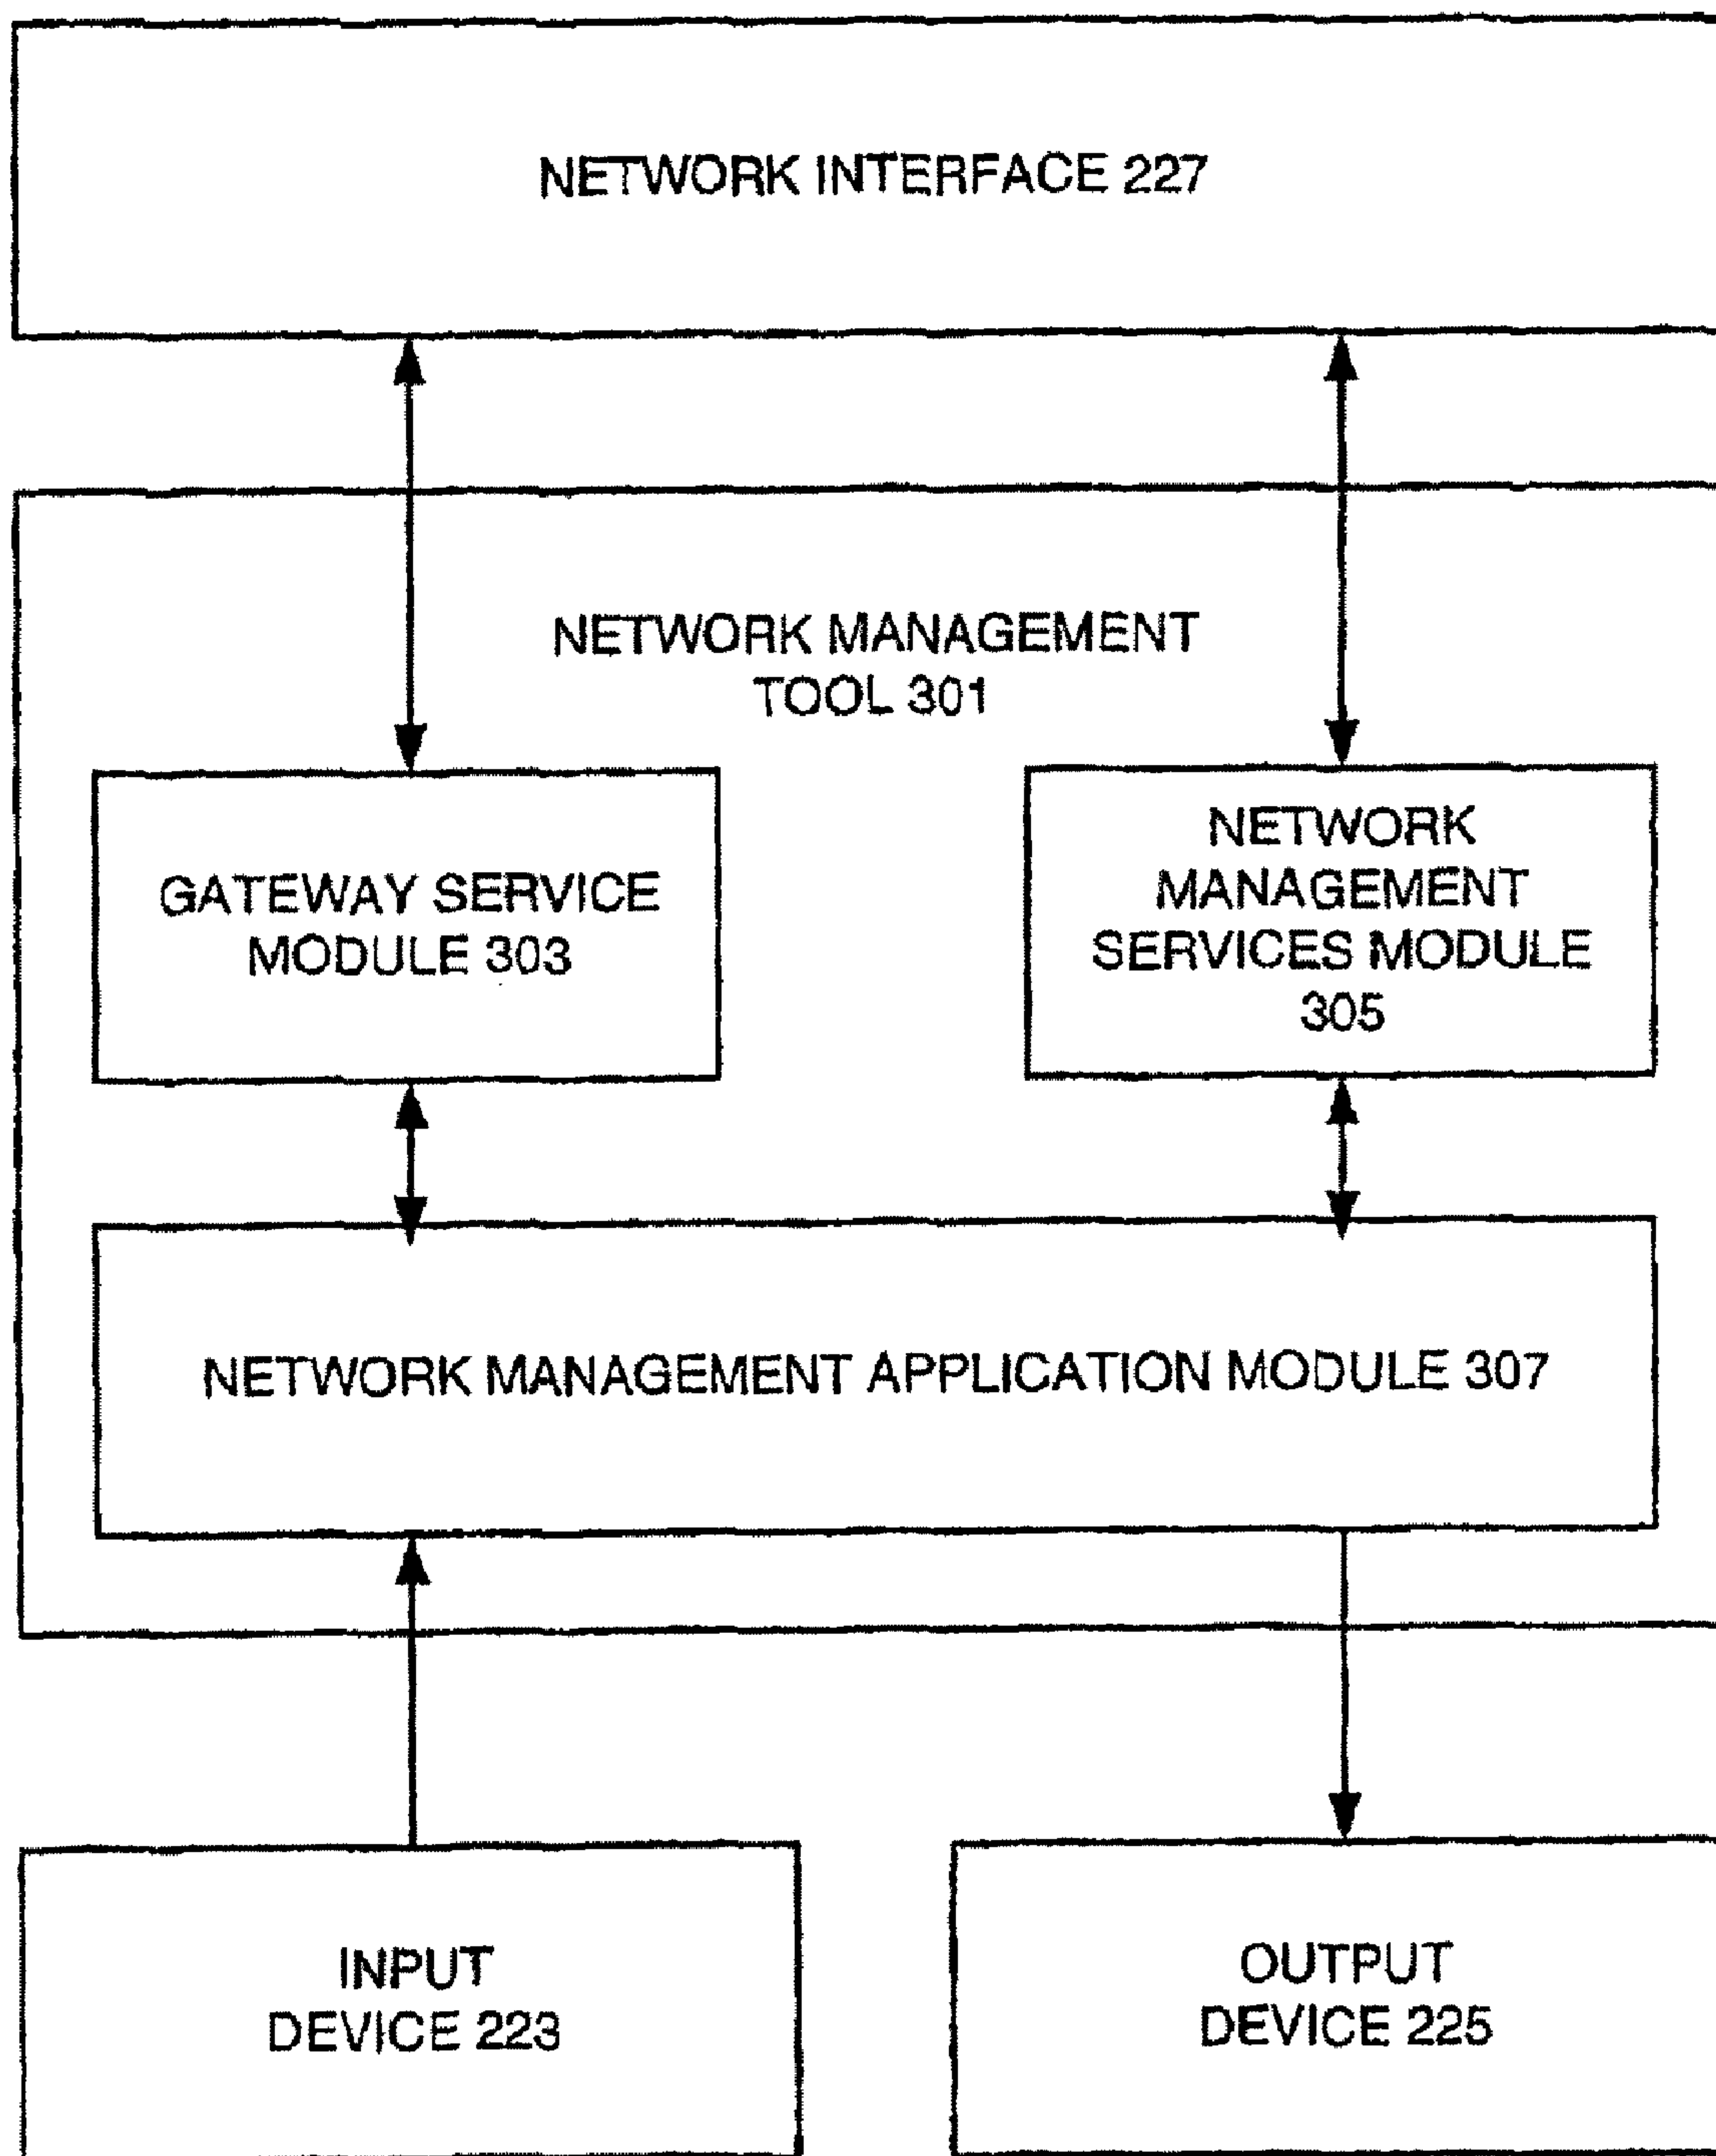 NETWORK INTERFACE 227
NETWORK MANAGEMENT
TOOL 301
GATEWAY SERVICE
MODULE 303
NETWORK
MANAGEMENT
SERVICES MODULE
305
NETWORK MANAGEMENT APPLICATION MODULE 307
INPUT
DEVICE 223
OUTPUT
DEVICE 225